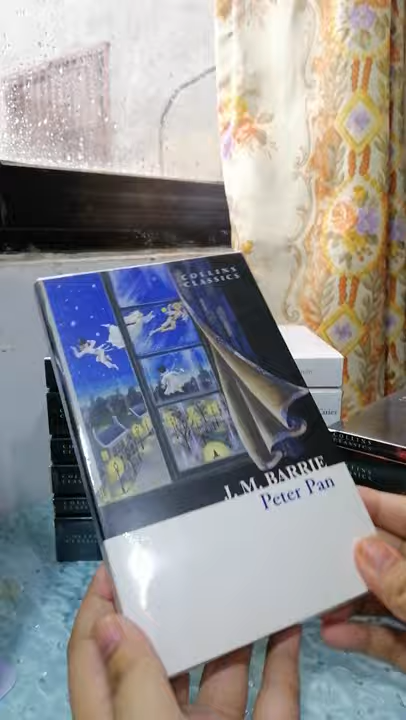 COLLINS
CLASSICS
J. M. BARRIE
Peter Pan
COLLINS
CLASSICS